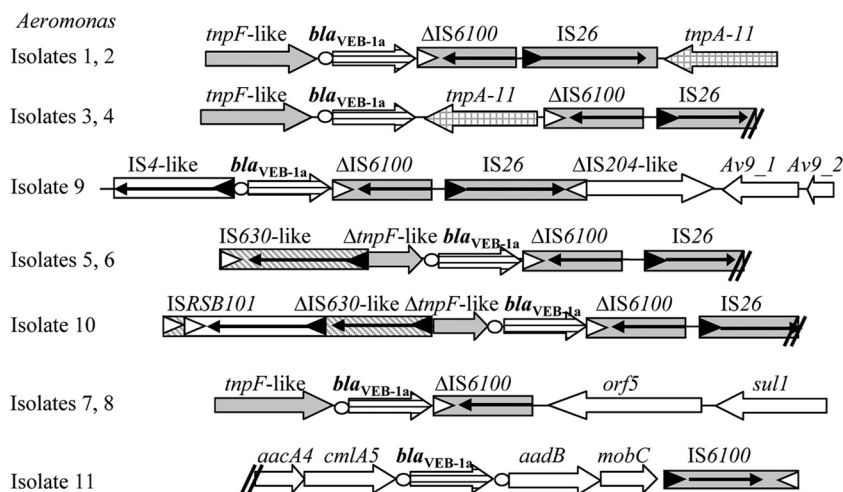 Aeromonas
tnpF-like blaVEB-1a ΔIS6100 IS26 tnpA-11
Isolates 1, 2
tnpF-like blaVEB-1a tnpA-11 ΔIS6100 IS26
Isolates 3, 4
IS4-like blaVEB-1a ΔIS6100 IS26 ΔIS204-like Av9_1 Av9_2
Isolate 9
IS630-like ΔtnpF-like blaVEB-1a ΔIS6100 IS26
Isolates 5, 6
ISRSB101 ΔIS630-like ΔtnpF-like blaVEB-1a ΔIS6100 IS26
Isolate 10
tnpF-like blaVEB-1a ΔIS6100 orf5 sul1
Isolates 7, 8
aacA4 cmlA5 blaVEB-1a aadB mobC IS6100
Isolate 11